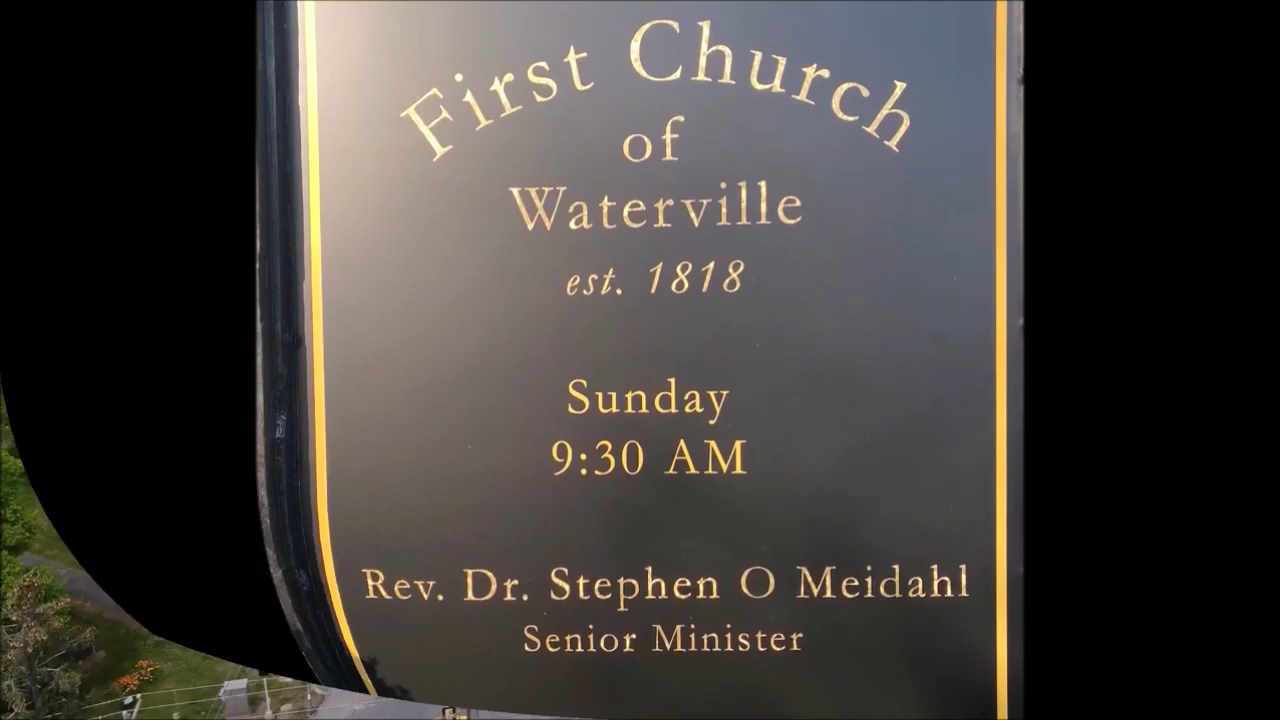 First Church
of
Waterville
est. 1818
Sunday
9:30 AM
Rev. Dr. Stephen O Meidahl
Senior Minister